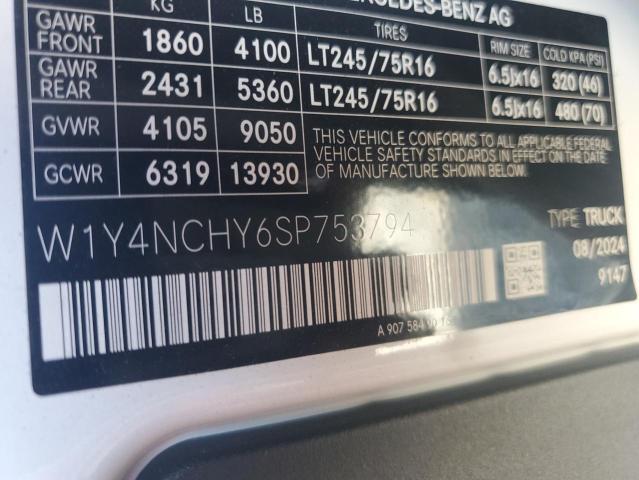 MERCEDES-BENZ AG
KG LB TIRES RIM SIZE COLD KPA (PSI)
GAWR FRONT 1860 4100 LT245/75R16 6.5Jx16 320 (46)
GAWR REAR 2431 5360 LT245/75R16 6.5Jx16 480 (70)
GVWR 4105 9050
GCWR 6319 13930
THIS VEHICLE CONFORMS TO ALL APPLICABLE FEDERAL
VEHICLE SAFETY STANDARDS IN EFFECT ON THE DATE
OF MANUFACTURE SHOWN BELOW
W1Y4NCHY6SP753794
TYPE TRUCK
08/2024
9147
A 907 584